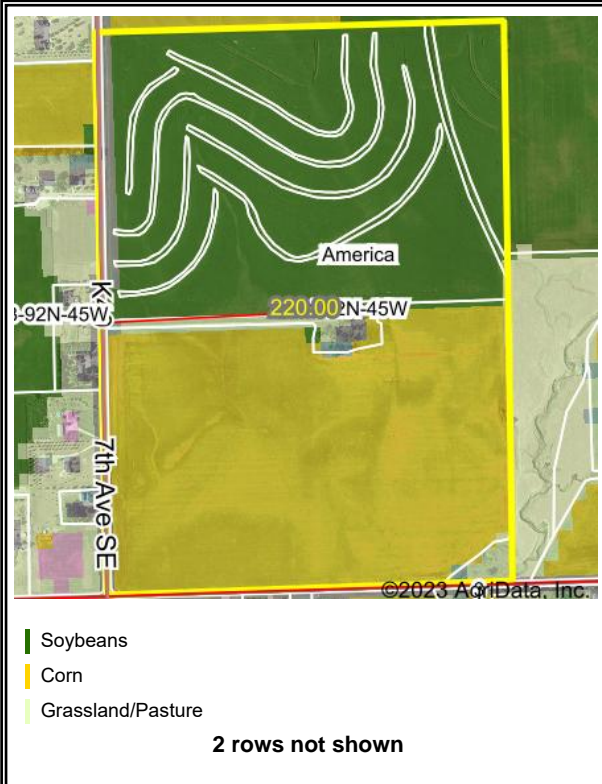 America
220.00
2N-45W
3-92N-45W
7th Ave SE
©2023 AgriData, Inc.
Soybeans
Corn
Grassland/Pasture
2 rows not shown